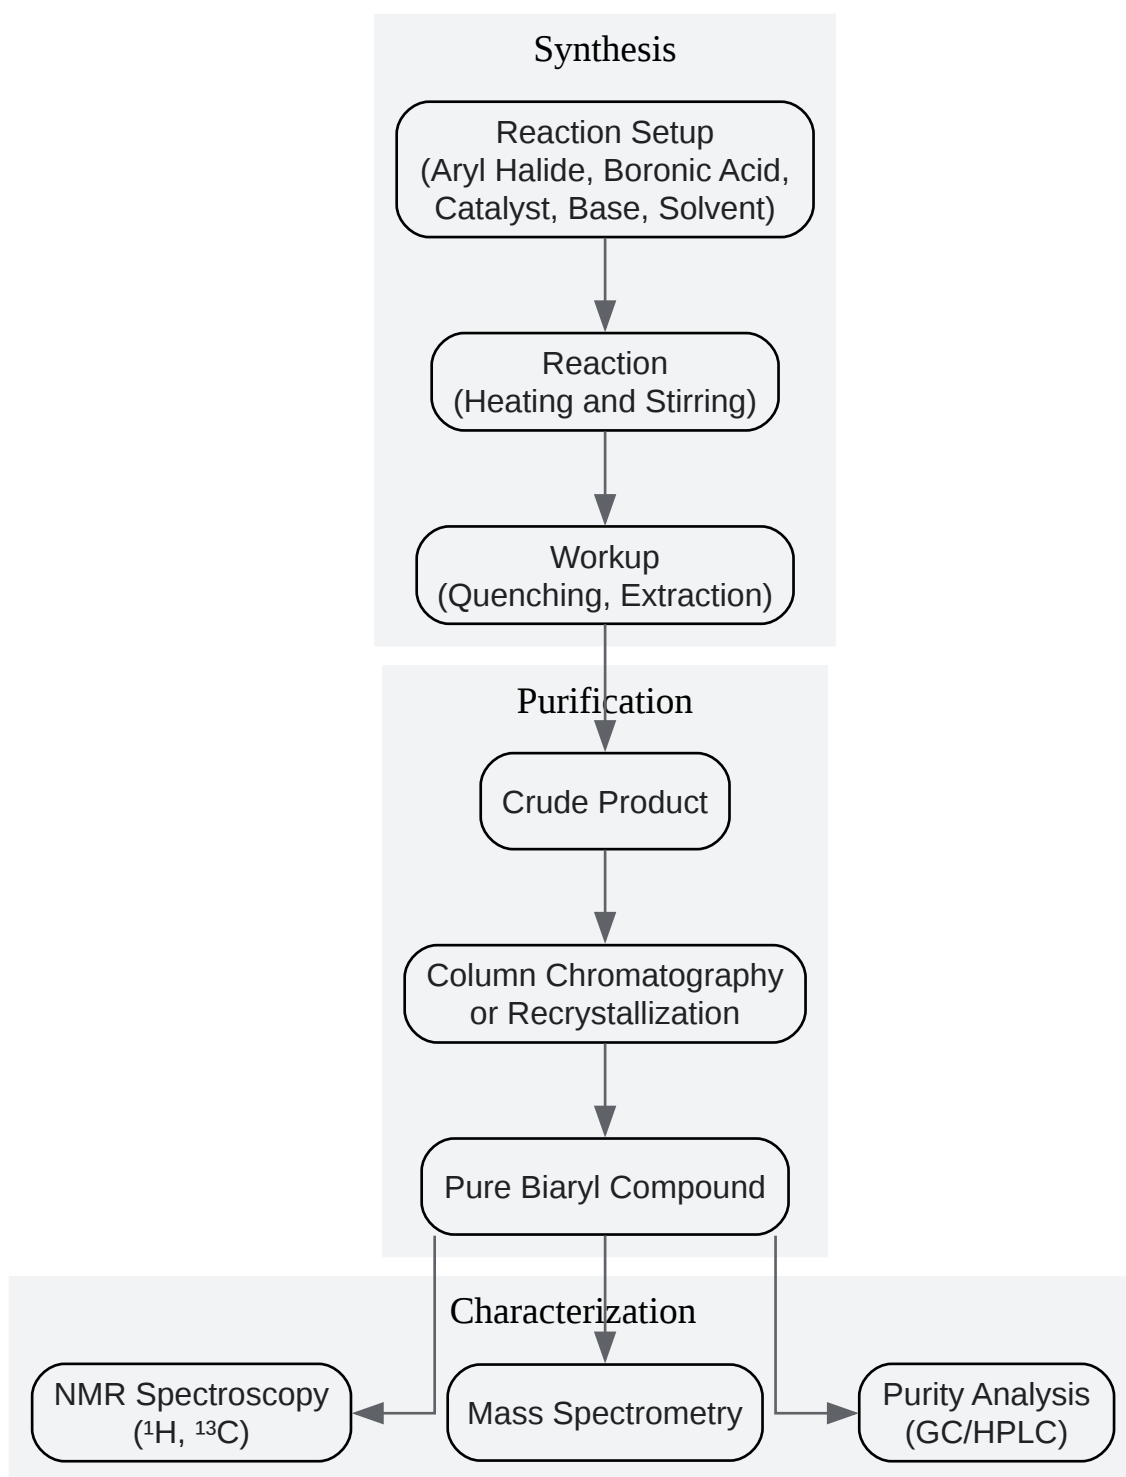 Synthesis
Reaction Setup
(Aryl Halide, Boronic Acid,
Catalyst, Base, Solvent)
Reaction
(Heating and Stirring)
Workup
(Quenching, Extraction)
Purification
Crude Product
Column Chromatography
or Recrystallization
Pure Biaryl Compound
Characterization
NMR Spectroscopy
(¹H, ¹³C)
Mass Spectrometry
Purity Analysis
(GC/HPLC)